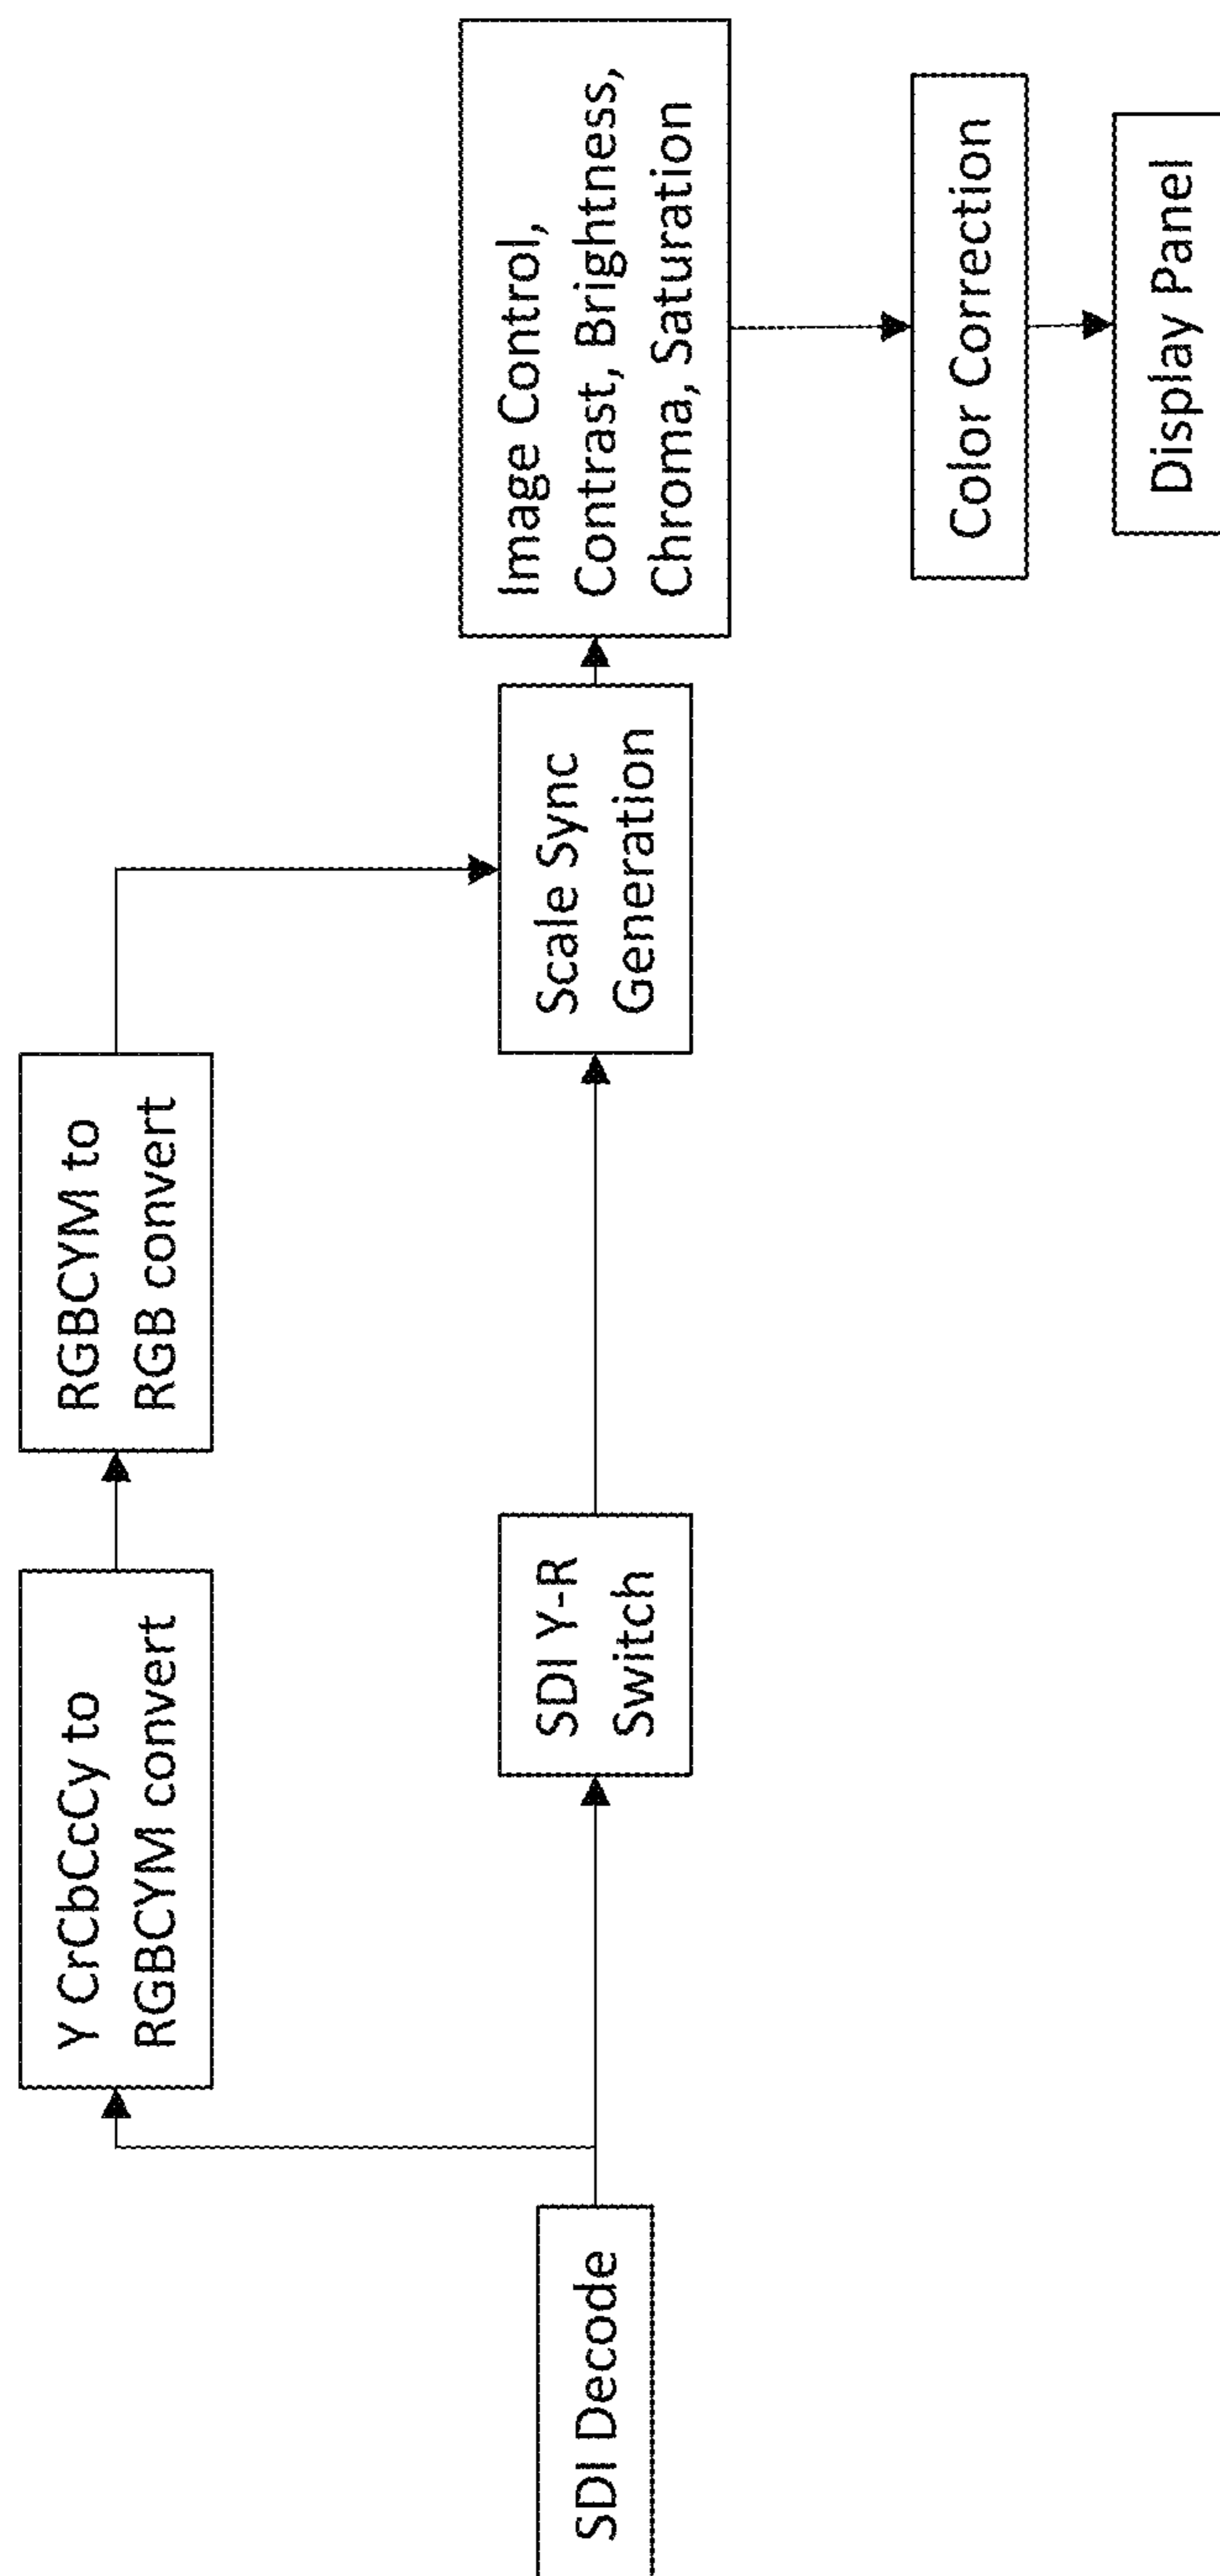 SDI Decode
Y CrCbCcCy to
RGBCYM convert
RGBCYM to
RGB convert
SDI Y-R
Switch
Scale Sync
Generation
Image Control,
Contrast, Brightness,
Chroma, Saturation
Color Correction
Display Panel